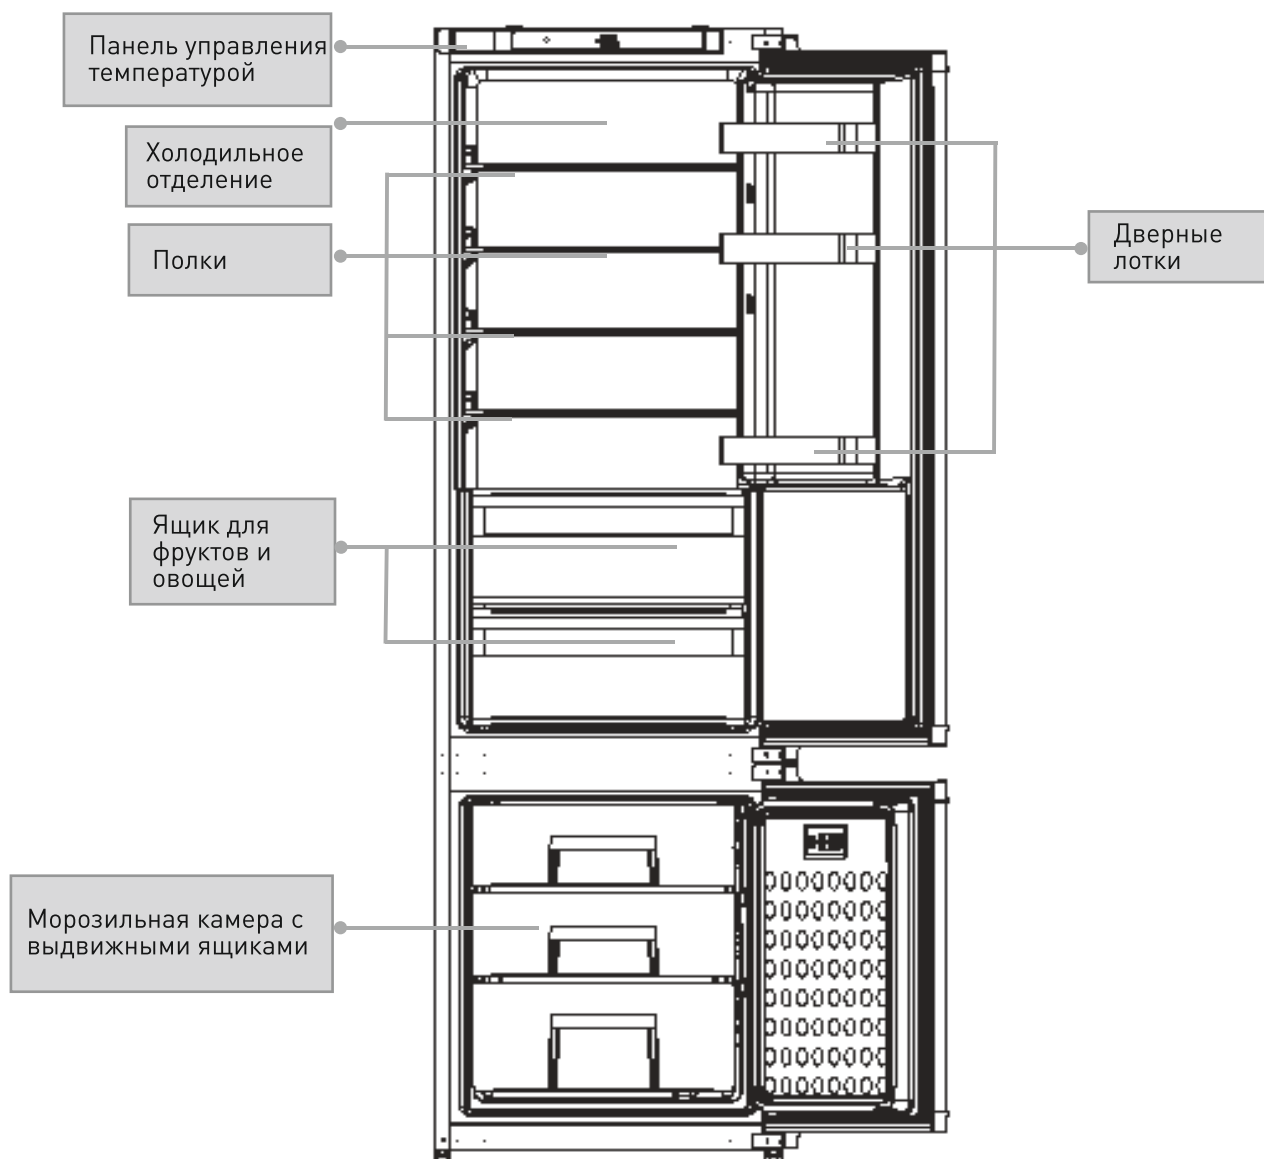 Панель управления
температурой
Холодильное
отделение
Полки
Дверные
лотки
Ящик для
фруктов и
овощей
Морозильная камера с
выдвижными ящиками